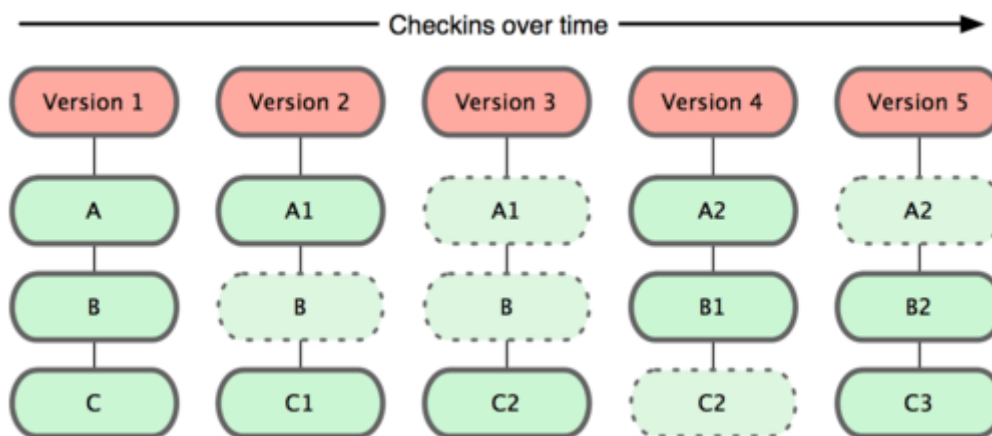 Checkins over time
Version 1 Version 2 Version 3 Version 4 Version 5
A A1 A1 A2 A2
B B B B1 B2
C C1 C2 C2 C3